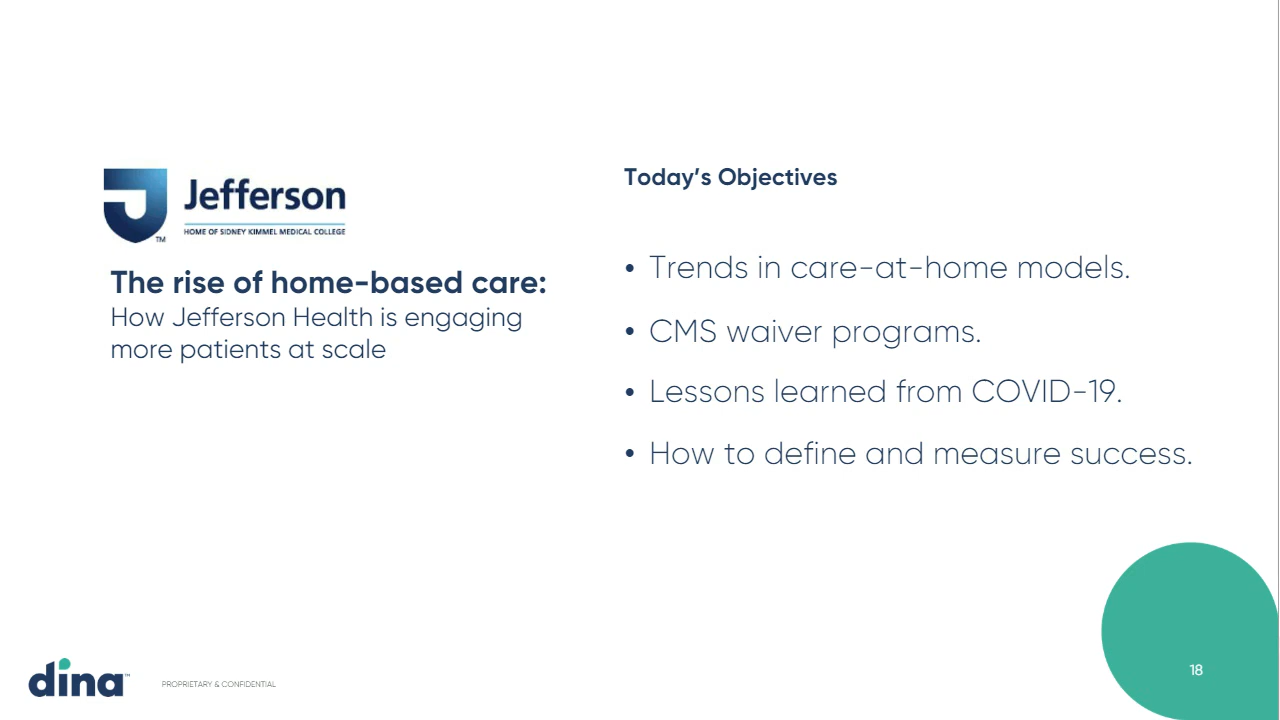 Jefferson
TM
HOME OF SIDNEY KIMMEL MEDICAL COLLEGE
The rise of home-based care:
How Jefferson Health is engaging
more patients at scale
Today’s Objectives
• Trends in care-at-home models.
• CMS waiver programs.
• Lessons learned from COVID-19.
• How to define and measure success.
dina™
PROPRIETARY & CONFIDENTIAL
18